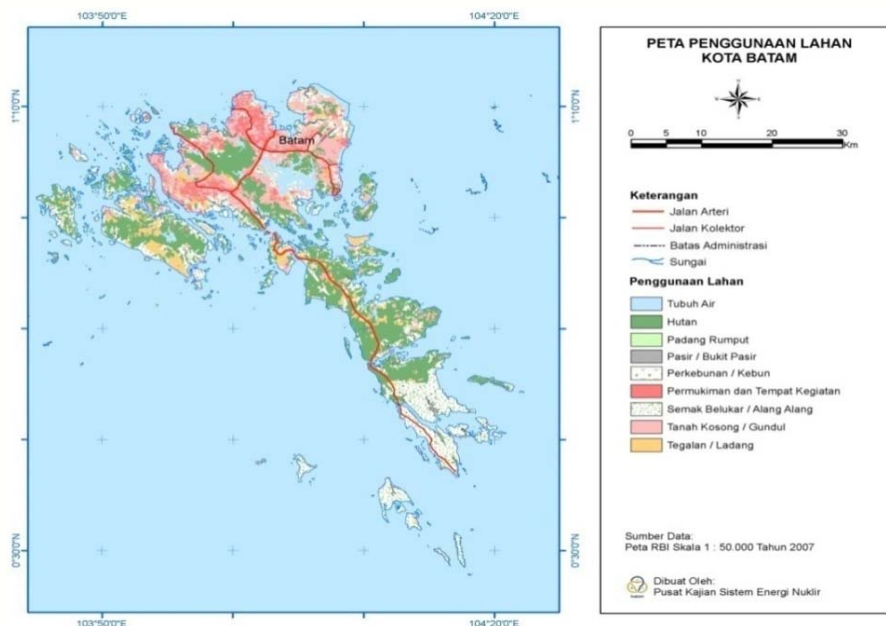 103°50'0"E 104°20'0"E
1°10'0"N 1°10'0"N
Batam
0°30'0"N 0°30'0"N
103°50'0"E 104°20'0"E
PETA PENGGUNAAN LAHAN
KOTA BATAM
0 5 10 20 30
Km
Keterangan
Jalan Arteri
Jalan Kolektor
Batas Administrasi
Sungai
Penggunaan Lahan
Tubuh Air
Hutan
Padang Rumput
Pasir / Bukit Pasir
Perkebunan / Kebun
Permukiman dan Tempat Kegiatan
Semak Belukar / Alang Alang
Tanah Kosong / Gundul
Tegalan / Ladang
Sumber Data:
Peta RBI Skala 1 : 50.000 Tahun 2007
Dibuat Oleh:
Pusat Kajian Sistem Energi Nuklir